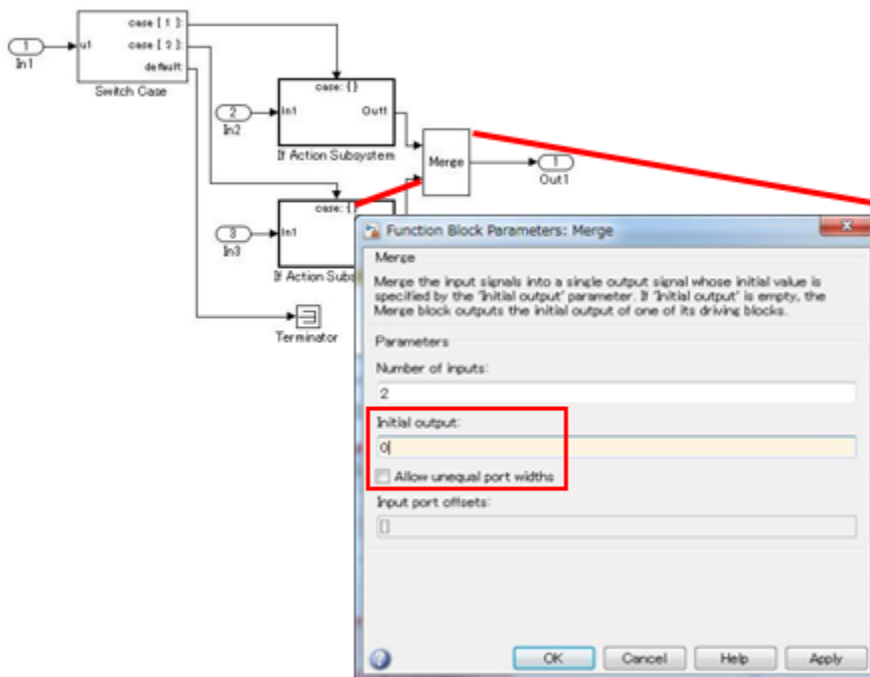 case [ 1 ]:
1
u1
case [ 2 ]:
In1
default:
Switch Case
case: {}
2
In1
Out1
In2
If Action Subsystem
Merge
1
Out1
case: {}
3
In1
In3
If Action Subs
Terminator
Function Block Parameters: Merge
Merge
Merge the input signals into a single output signal whose initial value is
specified by the 'Initial output' parameter. If 'Initial output' is empty, the
Merge block outputs the initial output of one of its driving blocks.
Parameters
Number of inputs:
2
Initial output:
0
Allow unequal port widths
Input port offsets:
[]
OK
Cancel
Help
Apply